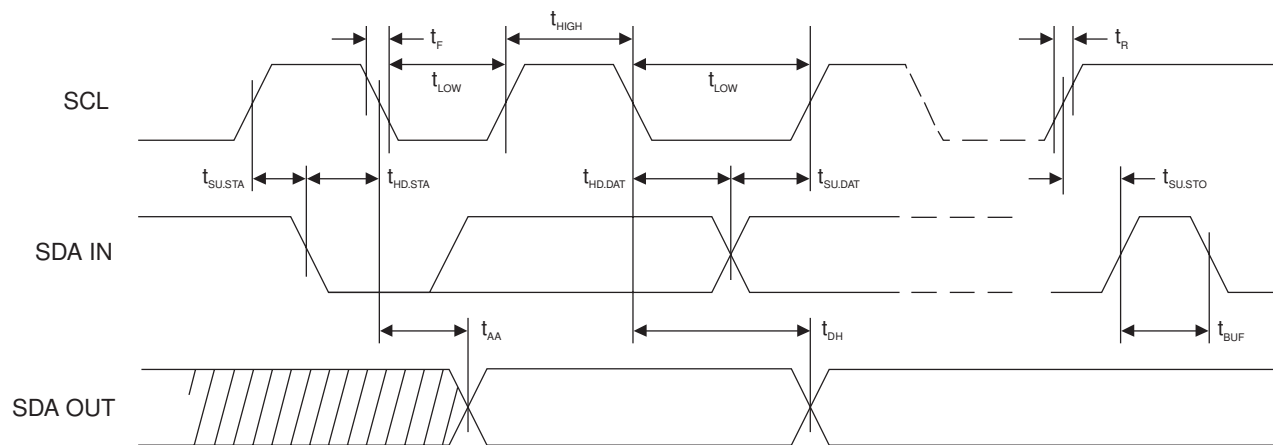 tHIGH
tF
tR
tLOW
tLOW
SCL
tSU.STA
tHD.STA
tHD.DAT
tSU.DAT
tSU.STO
SDA IN
tAA
tDH
tBUF
SDA OUT